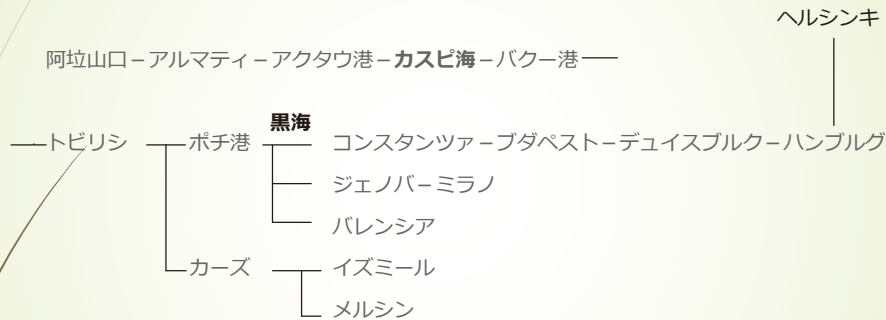 ヘルシンキ
阿垃山口－アルマティ－アクタウ港－カスピ海－バクー港
黒海
トビリシ ポチ港 コンスタンツァ－ブダペスト－デュイスブルク－ハンブルグ
ジェノバ－ミラノ
バレンシア
カーズ イズミール
メルシン